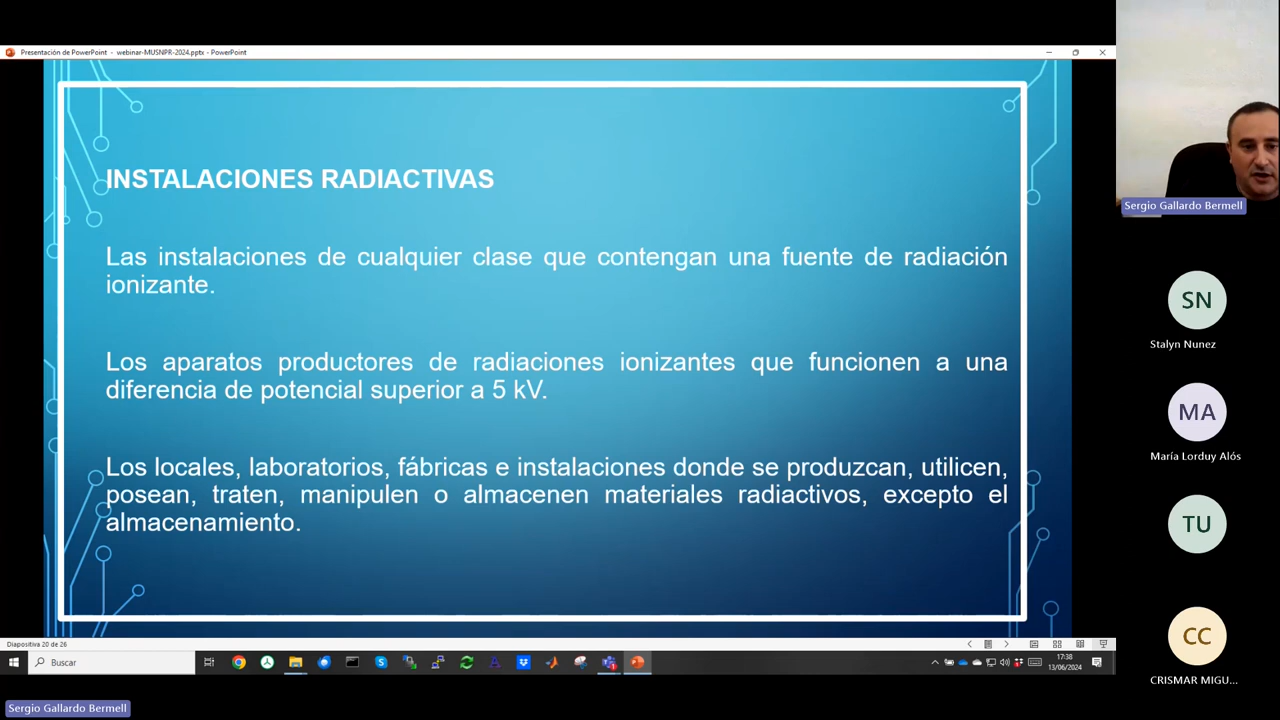 Presentación de PowerPoint - webinar-MUSNPR-2024.pptx - PowerPoint
INSTALACIONES RADIACTIVAS
Las instalaciones de cualquier clase que contengan una fuente de radiación
ionizante.
Los aparatos productores de radiaciones ionizantes que funcionen a una
diferencia de potencial superior a 5 kV.
Los locales, laboratorios, fábricas e instalaciones donde se produzcan, utilicen,
posean, traten, manipulen o almacenen materiales radiactivos, excepto el
almacenamiento.
Diapositiva 20 de 26
Buscar
17:38
13/06/2024
Sergio Gallardo Bermell
Sergio Gallardo Bermell
SN
Stalyn Nunez
MA
María Lorduy Alós
TU
CC
CRISMAR MIGU...